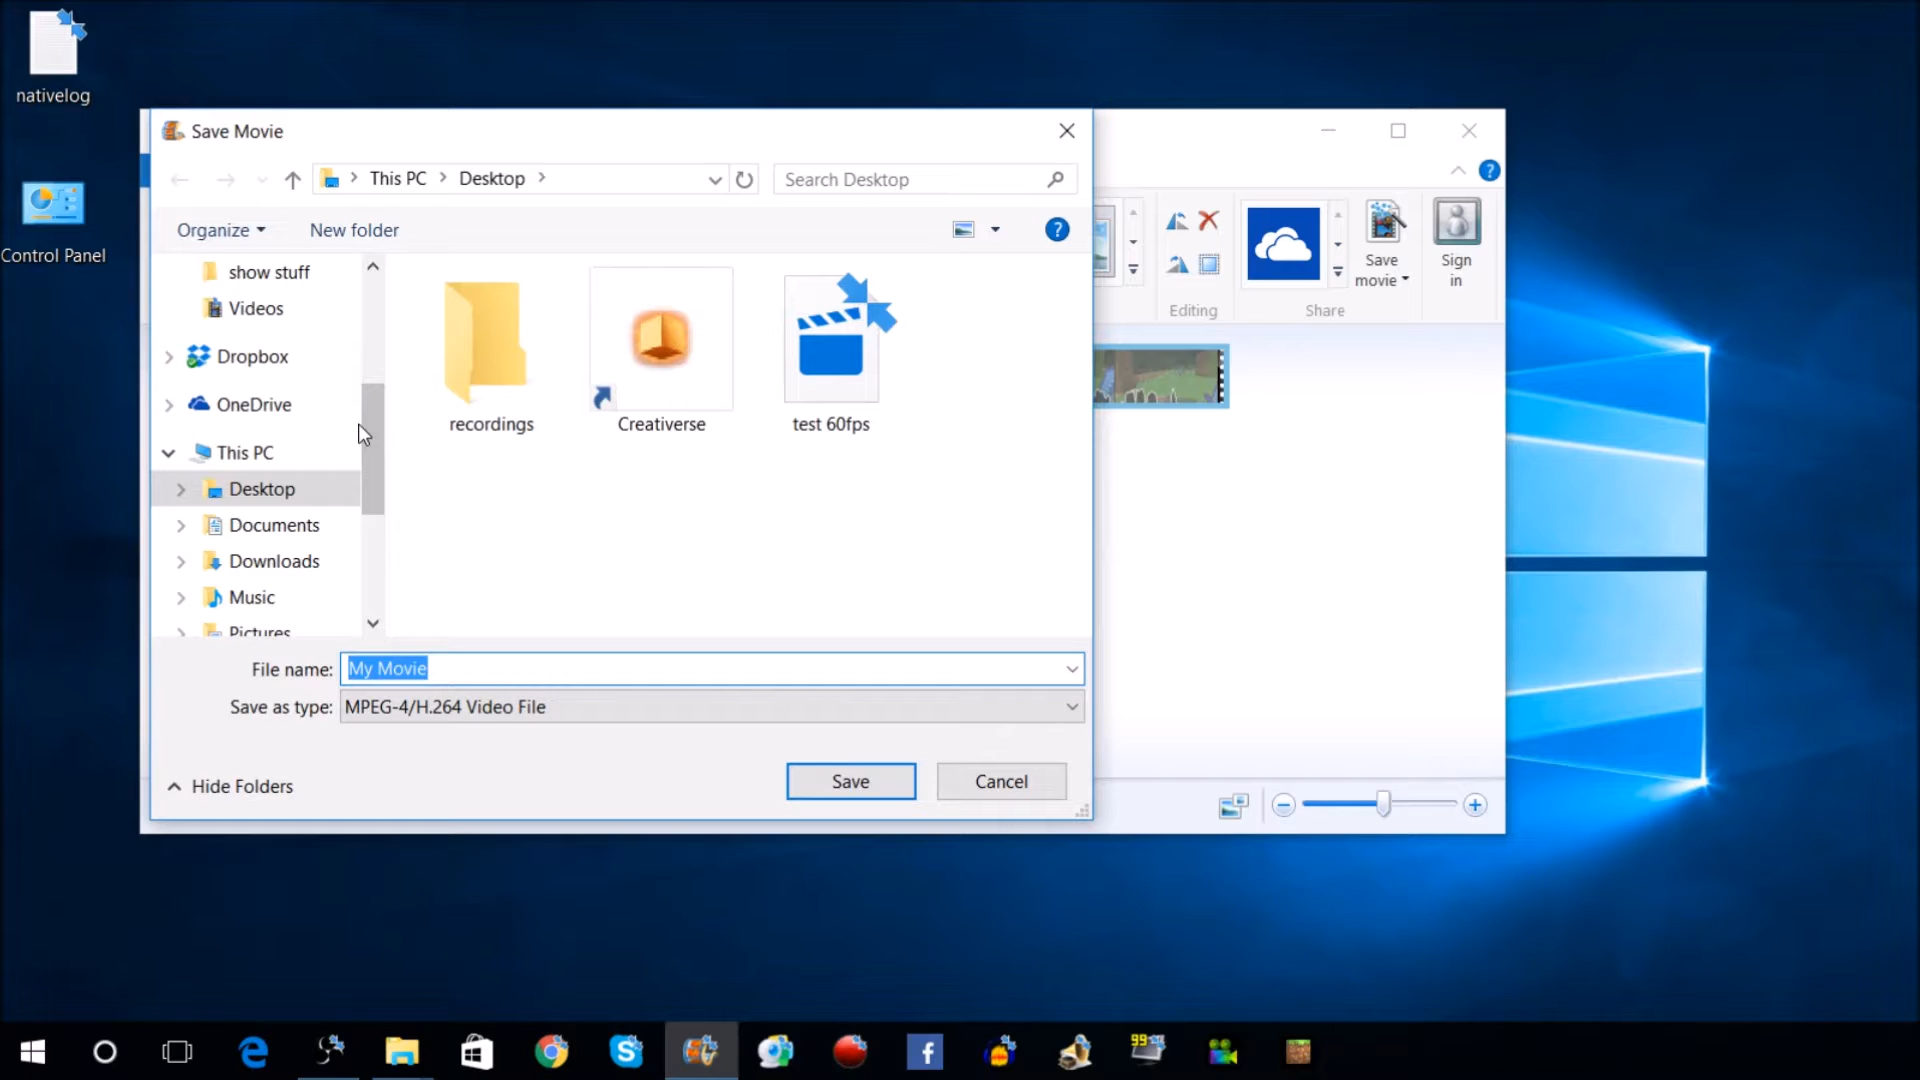 nativelog
Control Panel
Save Movie
This PC
Desktop
Search Desktop
Organize
New folder
?
show stuff
Videos
Dropbox
OneDrive
This PC
Desktop
Documents
Downloads
Music
Pictures
recordings
Creativerse
test 60fps
File name: My Movie
Save as type: MPEG-4/H.264 Video File
Hide Folders
Save
Cancel
?
Save
movie
Sign
in
Editing
Share
99